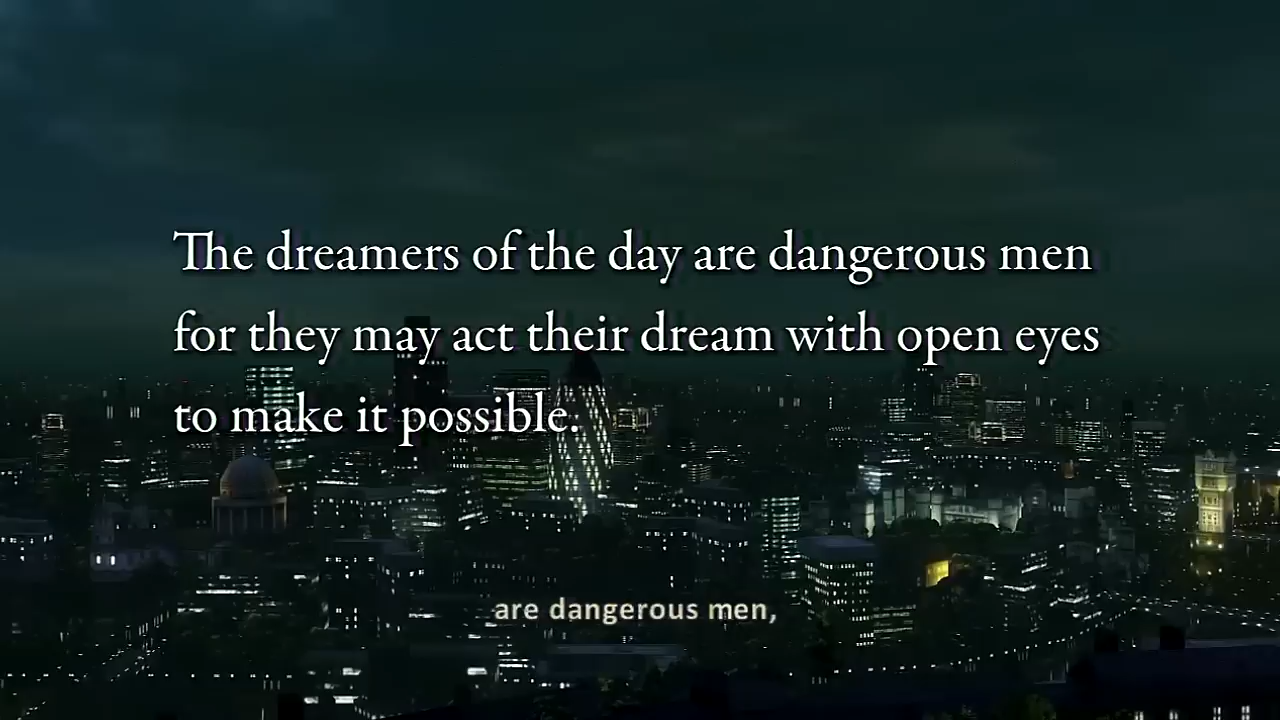 The dreamers of the day are dangerous men
for they may act their dream with open eyes
to make it possible.
are dangerous men,